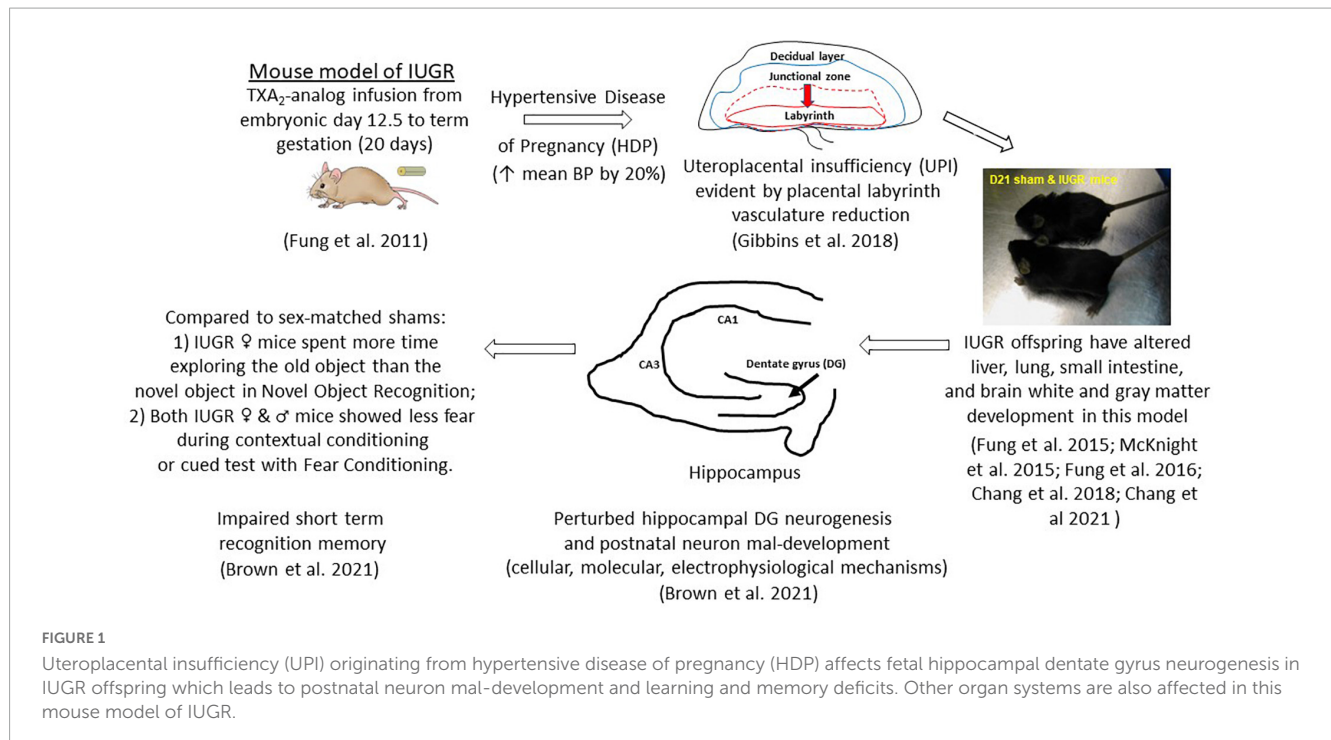 Mouse model of IUGR
TXA₂-analog infusion from
embryonic day 12.5 to term
gestation (20 days)
(Fung et al. 2011)
Hypertensive Disease
of Pregnancy (HDP)
(↑ mean BP by 20%)
Decidual layer
Junctional zone
Labyrinth
Uteroplacental insufficiency (UPI)
evident by placental labyrinth
vasculature reduction
(Gibbins et al. 2018)
D21 sham & IUGR mice
IUGR offspring have altered
liver, lung, small intestine,
and brain white and gray matter
development in this model
(Fung et al. 2015; McKnight
et al. 2015; Fung et al. 2016;
Chang et al. 2018; Chang et
al 2021 )
CA1
CA3
Dentate gyrus (DG)
Hippocampus
Perturbed hippocampal DG neurogenesis
and postnatal neuron mal-development
(cellular, molecular, electrophysiological mechanisms)
(Brown et al. 2021)
Compared to sex-matched shams:
1) IUGR ♀ mice spent more time
exploring the old object than the
novel object in Novel Object Recognition;
2) Both IUGR ♀ & ♂ mice showed less fear
during contextual conditioning
or cued test with Fear Conditioning.
Impaired short term
recognition memory
(Brown et al. 2021)
FIGURE 1
Uteroplacental insufficiency (UPI) originating from hypertensive disease of pregnancy (HDP) affects fetal hippocampal dentate gyrus neurogenesis in
IUGR offspring which leads to postnatal neuron mal-development and learning and memory deficits. Other organ systems are also affected in this
mouse model of IUGR.